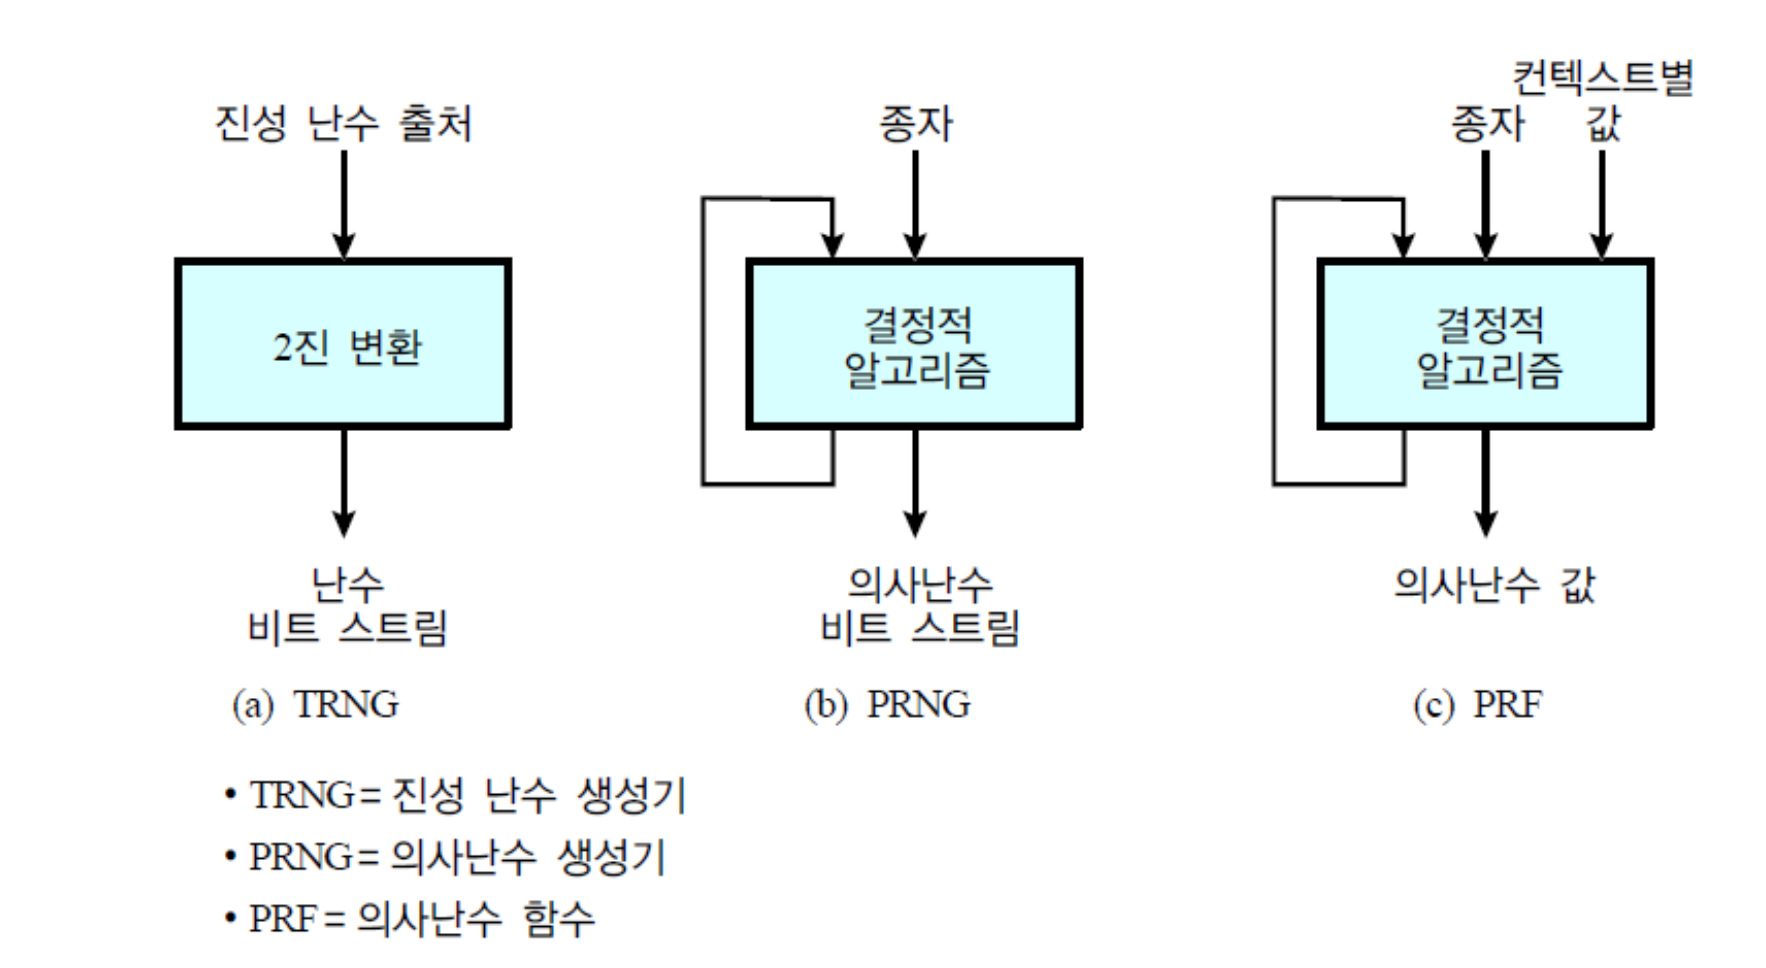 진성 난수 출처
2진 변환
난수
비트 스트림
(a) TRNG
종자
결정적
알고리즘
의사난수
비트 스트림
(b) PRNG
컨텍스트별
종자 값
결정적
알고리즘
의사난수 값
(c) PRF
• TRNG= 진성 난수 생성기
• PRNG= 의사난수 생성기
• PRF= 의사난수 함수